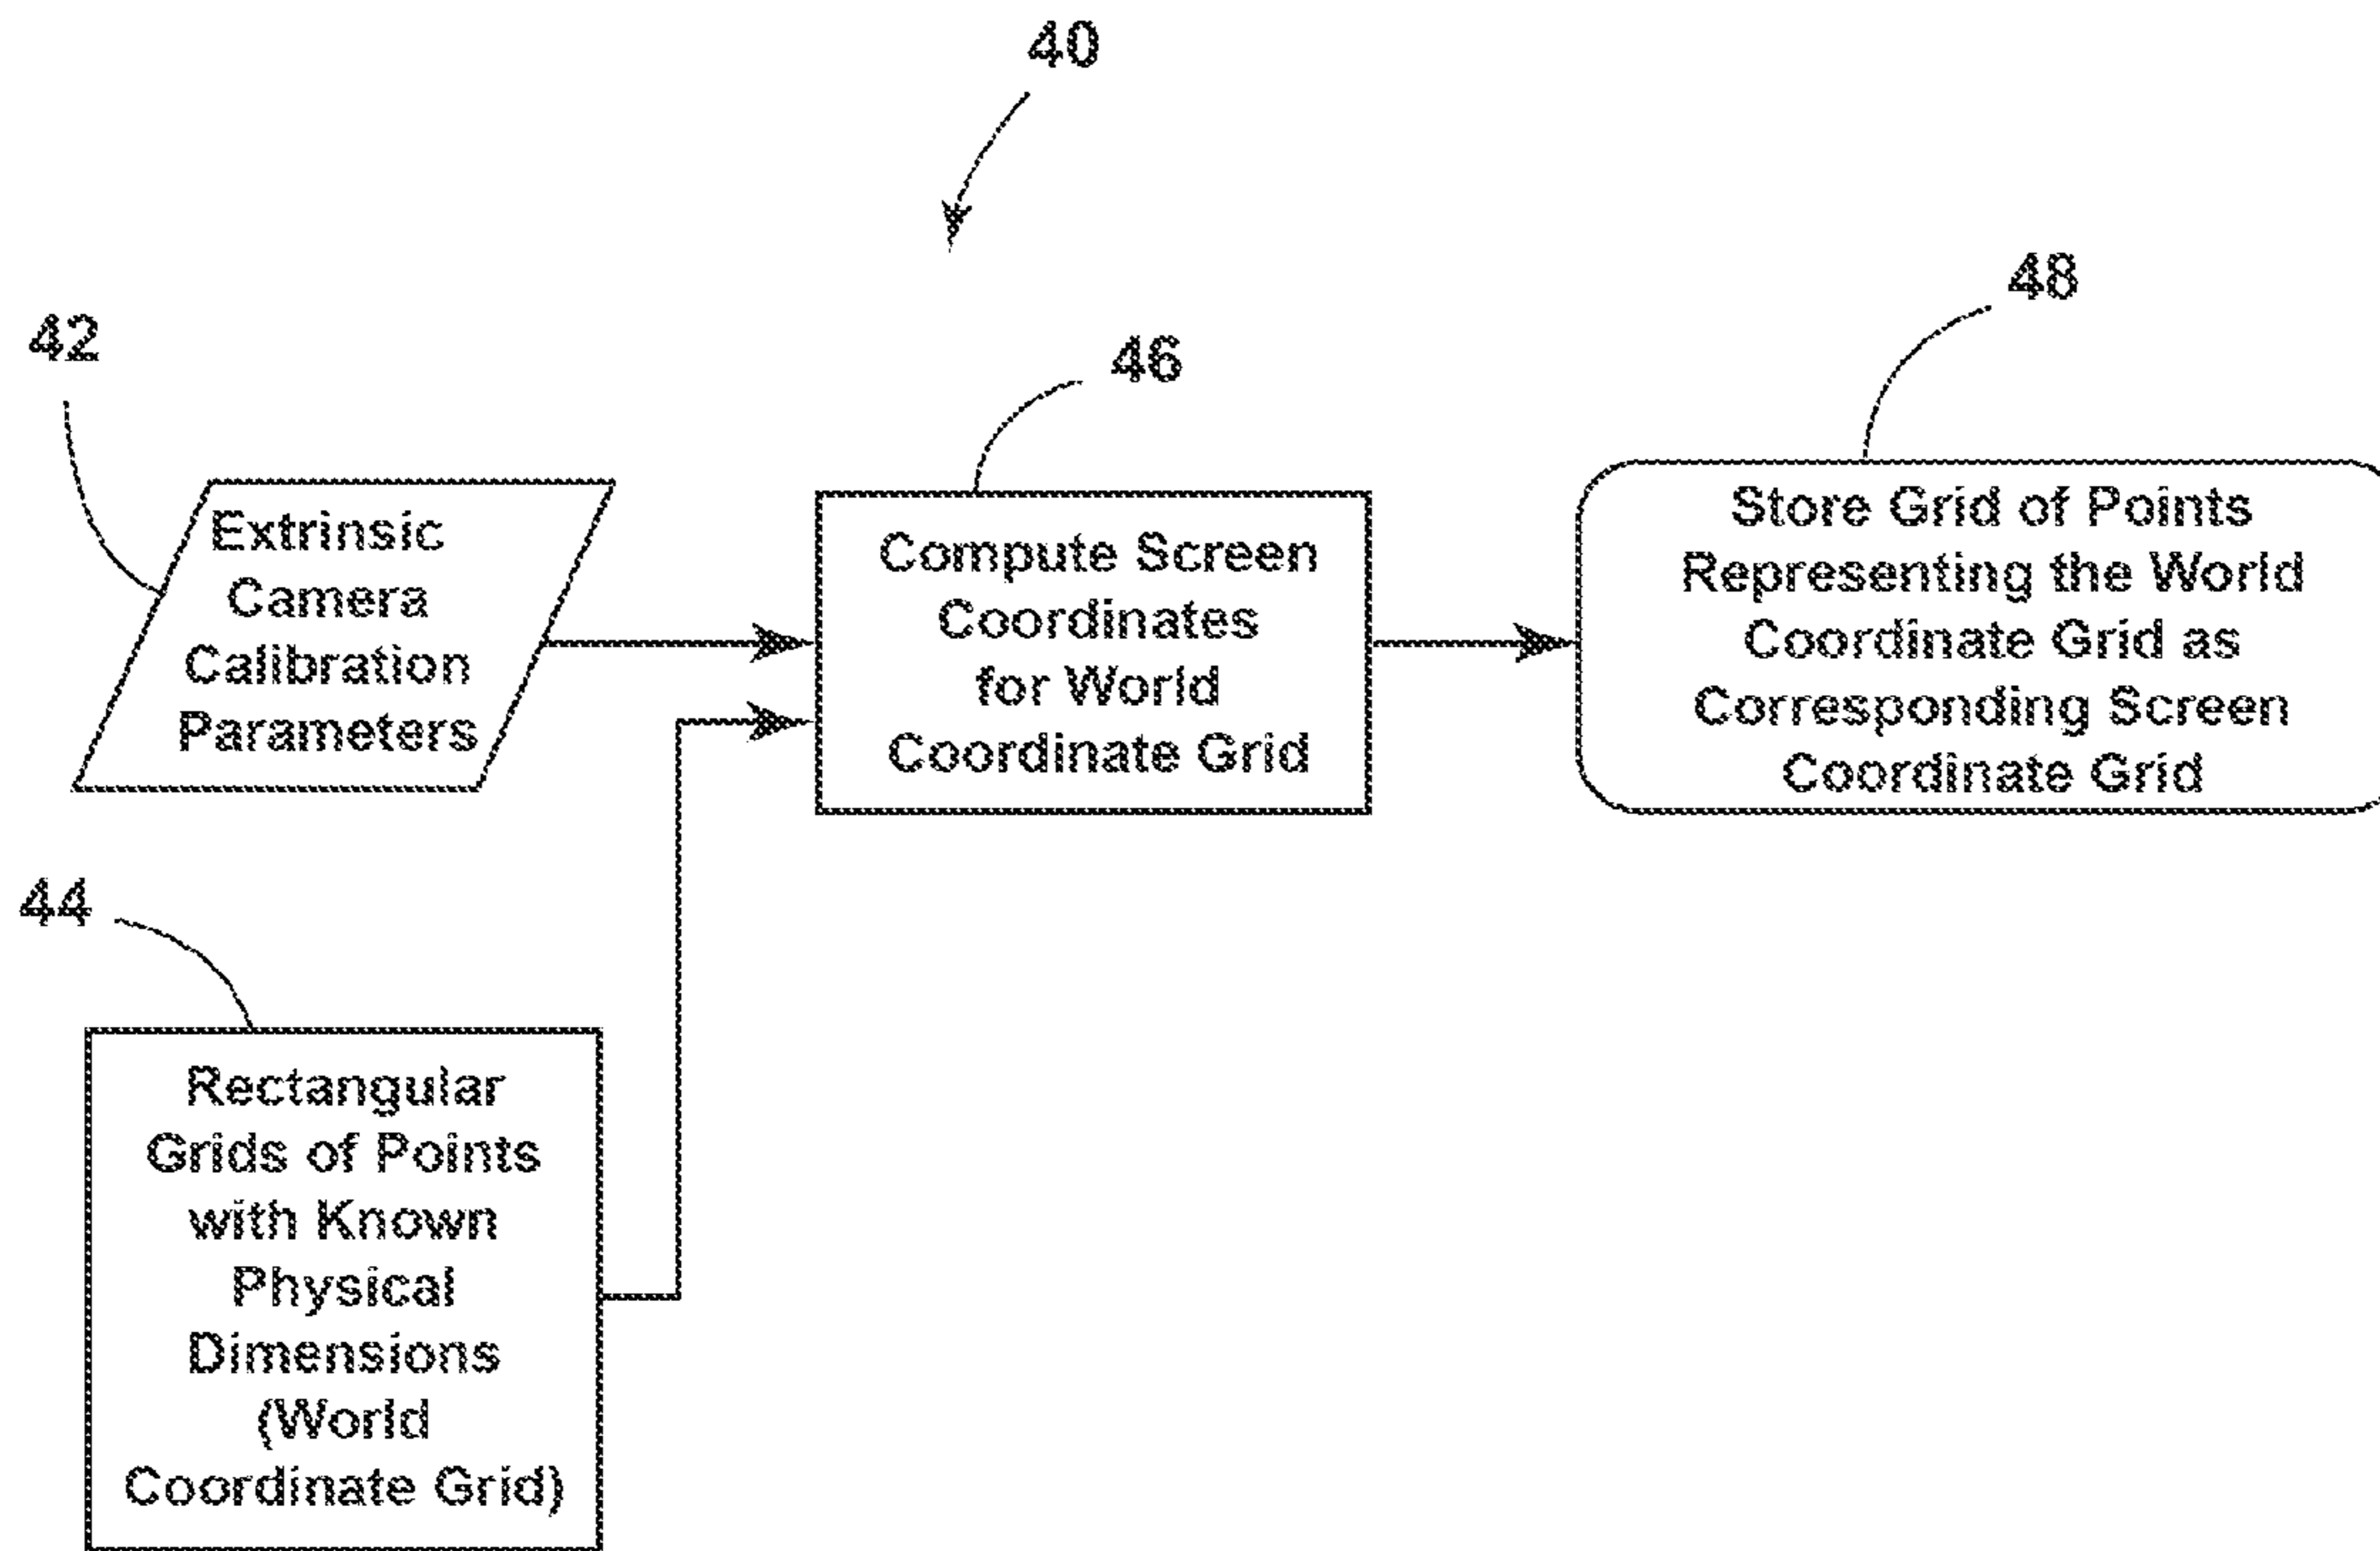 40
42
46
48
Extrinsic
Camera
Calibration
Parameters
Compute Screen
Coordinates
for World
Coordinate Grid
Store Grid of Points
Representing the World
Coordinate Grid as
Corresponding Screen
Coordinate Grid
44
Rectangular
Grids of Points
with Known
Physical
Dimensions
(World
Coordinate Grid)